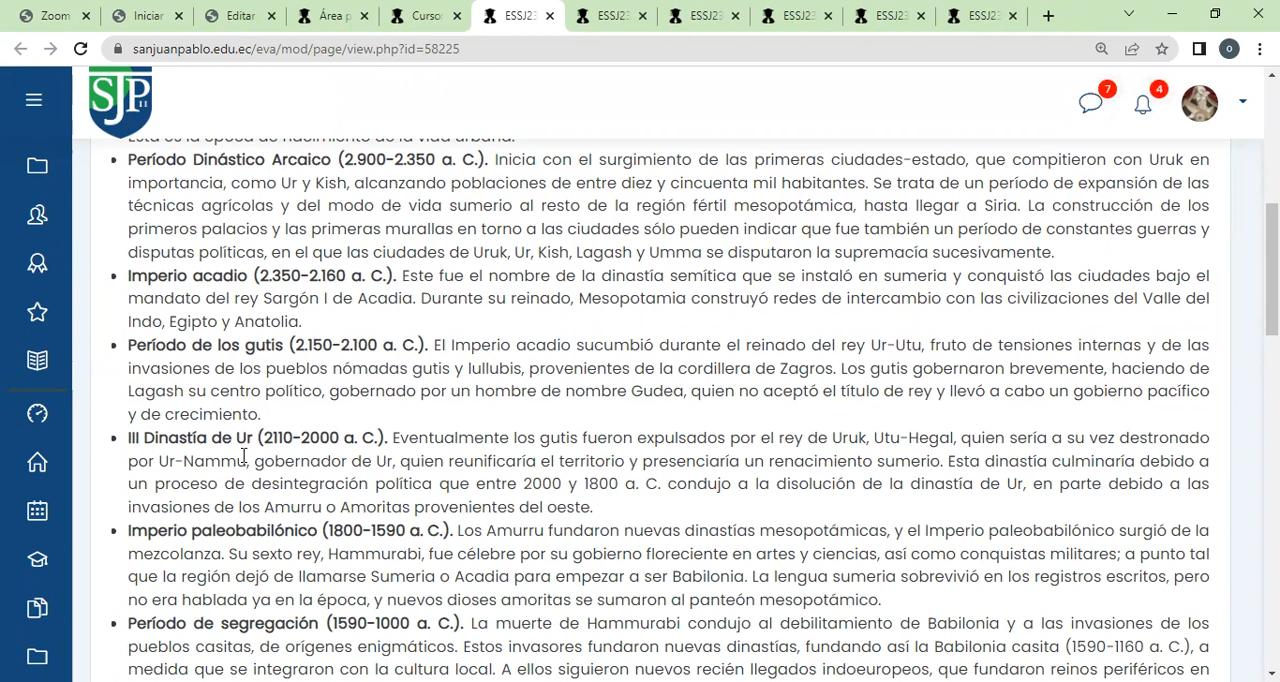 Zoom
Iniciar
Editar
Área p
Curso
ESSJ23
ESSJ23
ESSJ23
ESSJ23
ESSJ23
ESSJ23
sanjuanpablo.edu.ec/eva/mod/page/view.php?id=58225
O
SJP II
7
4
Período Dinástico Arcaico (2.900-2.350 a. C.). Inicia con el surgimiento de las primeras ciudades-estado, que compitieron con Uruk en
importancia, como Ur y Kish, alcanzando poblaciones de entre diez y cincuenta mil habitantes. Se trata de un período de expansión de las
técnicas agrícolas y del modo de vida sumerio al resto de la región fértil mesopotámica, hasta llegar a Siria. La construcción de los
primeros palacios y las primeras murallas en torno a las ciudades sólo pueden indicar que fue también un período de constantes guerras y
disputas políticas, en el que las ciudades de Uruk, Ur, Kish, Lagash y Umma se disputaron la supremacía sucesivamente.
Imperio acadio (2.350-2.160 a. C.). Este fue el nombre de la dinastía semítica que se instaló en sumeria y conquistó las ciudades bajo el
mandato del rey Sargón I de Acadia. Durante su reinado, Mesopotamia construyó redes de intercambio con las civilizaciones del Valle del
Indo, Egipto y Anatolia.
Período de los gutis (2.150-2.100 a. C.). El Imperio acadio sucumbió durante el reinado del rey Ur-Utu, fruto de tensiones internas y de las
invasiones de los pueblos nómadas gutis y lullubis, provenientes de la cordillera de Zagros. Los gutis gobernaron brevemente, haciendo de
Lagash su centro político, gobernado por un hombre de nombre Gudea, quien no aceptó el título de rey y llevó a cabo un gobierno pacífico
y de crecimiento.
III Dinastía de Ur (2110-2000 a. C.). Eventualmente los gutis fueron expulsados por el rey de Uruk, Utu-Hegal, quien sería a su vez destronado
por Ur-Nammu, gobernador de Ur, quien reunificaría el territorio y presenciaría un renacimiento sumerio. Esta dinastía culminaría debido a
un proceso de desintegración política que entre 2000 y 1800 a. C. condujo a la disolución de la dinastía de Ur, en parte debido a las
invasiones de los Amurru o Amoritas provenientes del oeste.
Imperio paleobabilónico (1800-1590 a. C.). Los Amurru fundaron nuevas dinastías mesopotámicas, y el Imperio paleobabilónico surgió de la
mezcolanza. Su sexto rey, Hammurabi, fue célebre por su gobierno floreciente en artes y ciencias, así como conquistas militares; a punto tal
que la región dejó de llamarse Sumeria o Acadia para empezar a ser Babilonia. La lengua sumeria sobrevivió en los registros escritos, pero
no era hablada ya en la época, y nuevos dioses amoritas se sumaron al panteón mesopotámico.
Período de segregación (1590-1000 a. C.). La muerte de Hammurabi condujo al debilitamiento de Babilonia y a las invasiones de los
pueblos casitas, de orígenes enigmáticos. Estos invasores fundaron nuevas dinastías, fundando así la Babilonia casita (1590-1160 a. C.), a
medida que se integraron con la cultura local. A ellos siguieron nuevos recién llegados indoeuropeos, que fundaron reinos periféricos en